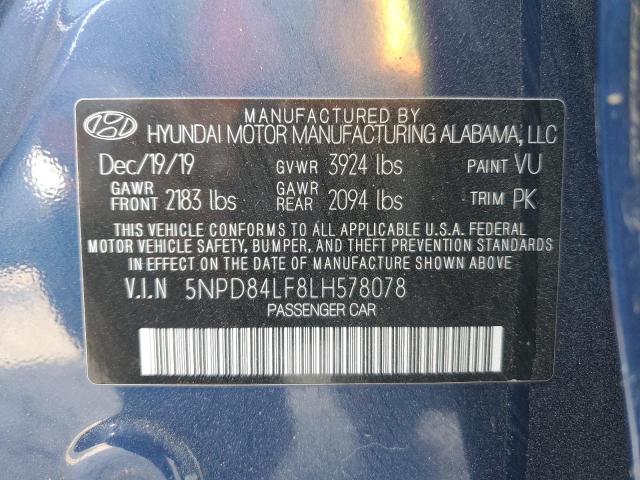 MANUFACTURED BY
HYUNDAI MOTOR MANUFACTURING ALABAMA, LLC
Dec/19/19 GVWR 3924 lbs PAINT VU
GAWR FRONT 2183 lbs GAWR REAR 2094 lbs TRIM PK
THIS VEHICLE CONFORMS TO ALL APPLICABLE U.S.A. FEDERAL
MOTOR VEHICLE SAFETY, BUMPER, AND THEFT PREVENTION STANDARDS
IN EFFECT ON THE DATE OF MANUFACTURE SHOWN ABOVE.
V.I.N 5NPD84LF8LH578078
PASSENGER CAR